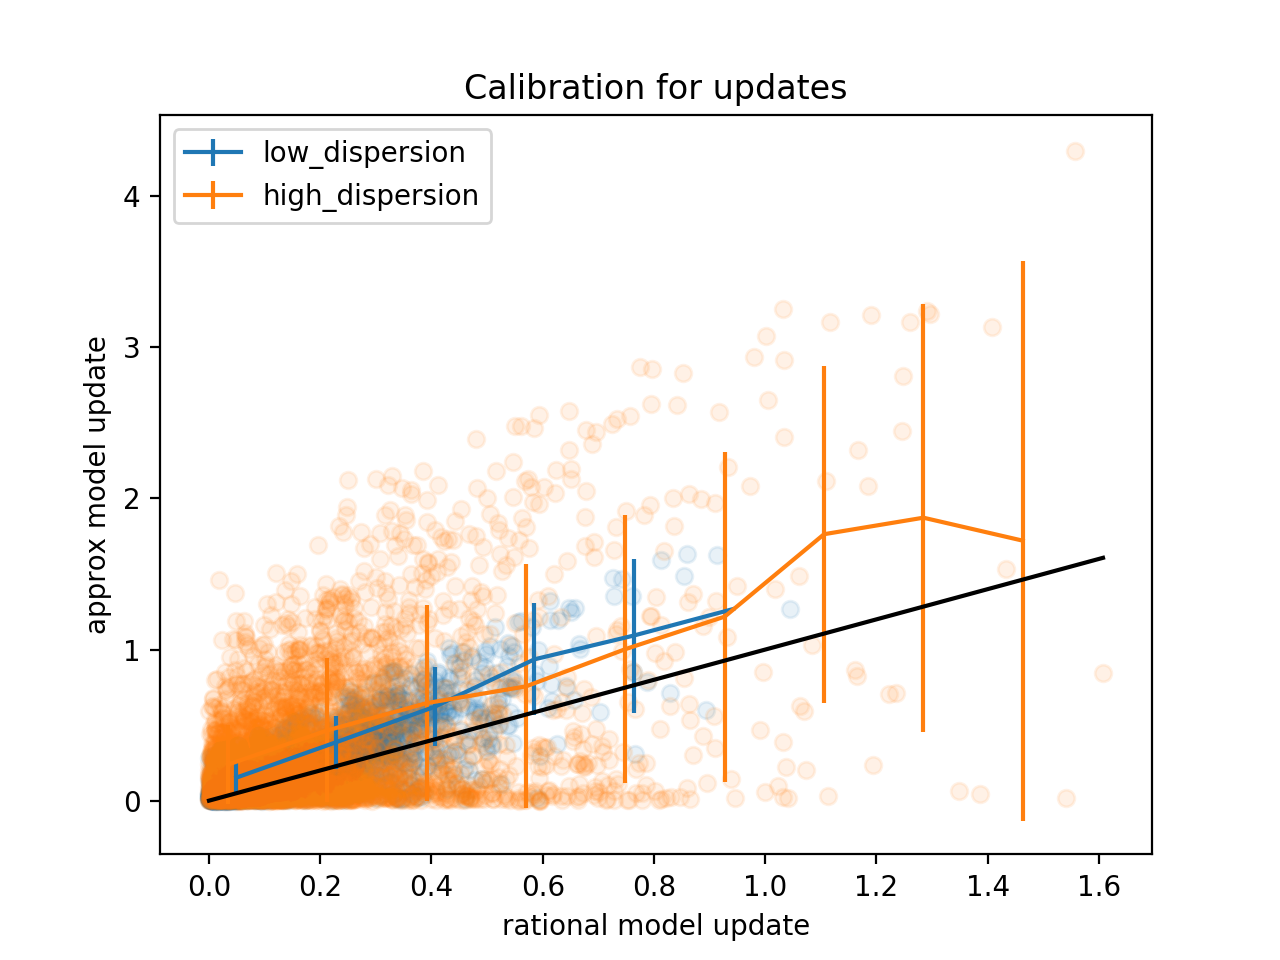 Calibration for updates
low_dispersion
high_dispersion
approx model update
4
3
2
1
0
0.0 0.2 0.4 0.6 0.8 1.0 1.2 1.4 1.6
rational model update